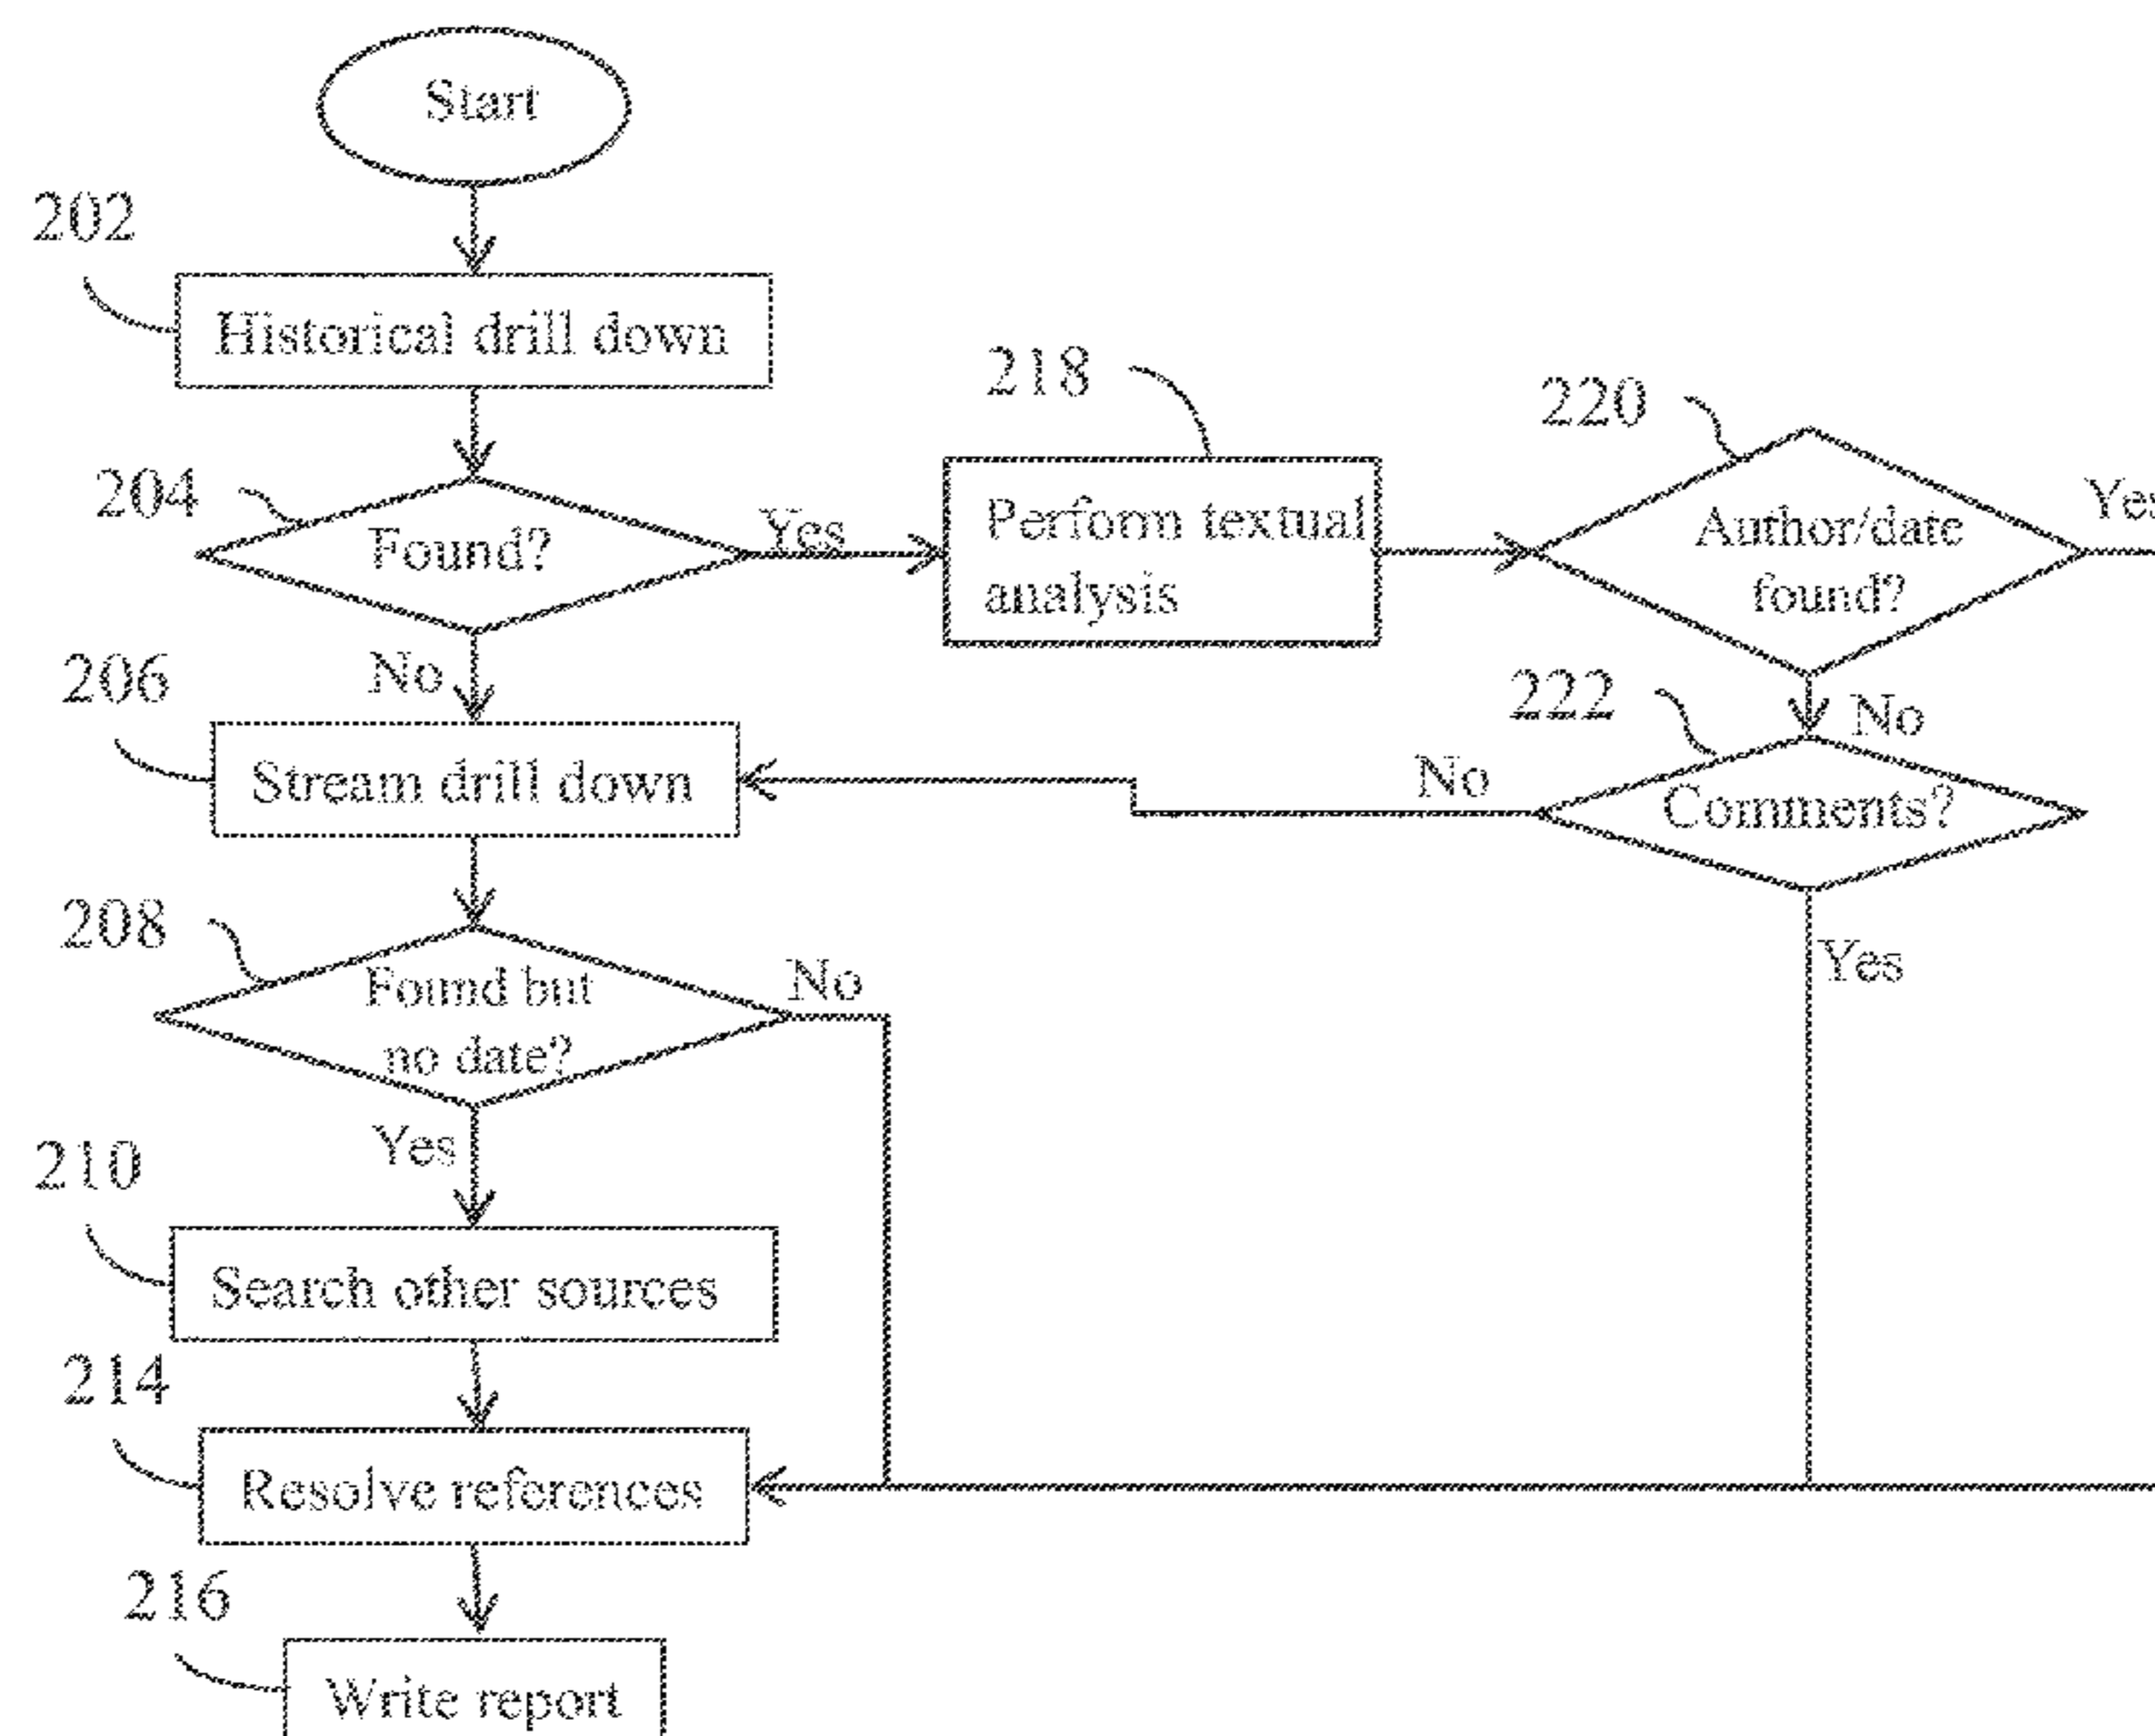 Start
202
Historical drill down
218
220
204
Found?
Yes
Perform textual
analysis
Author/date
found?
Yes
206
No
222
No
Stream drill down
No
Comments?
208
Found but
no date?
No
Yes
210
Yes
Search other sources
214
Resolve references
216
Write report